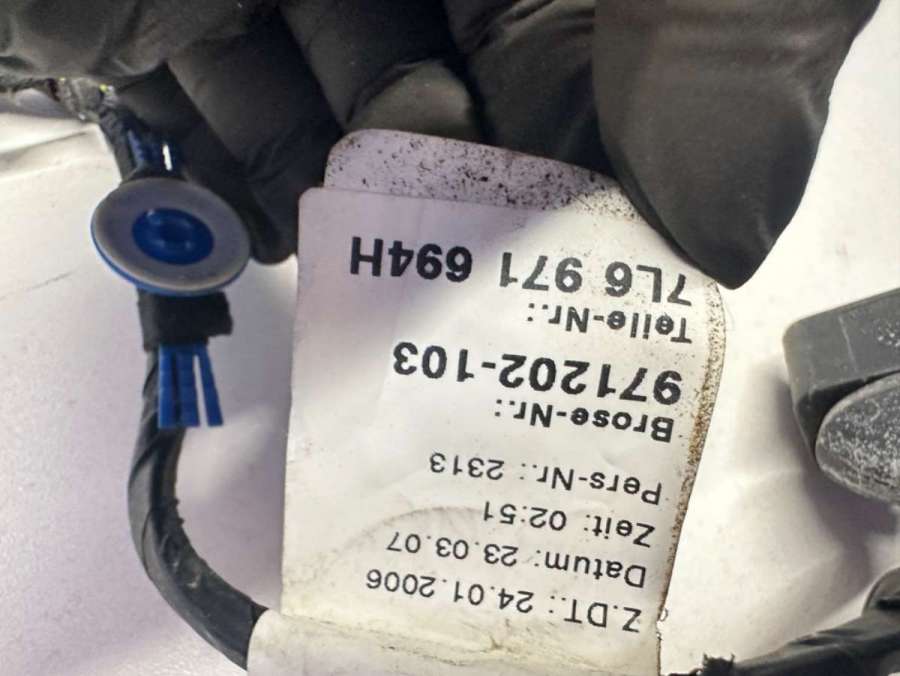 Z.DT.: 24.01.2006
Datum: 23.03.07
Zeit: 02:51
Pers-Nr.: 2313
Brose-Nr.:
971202-103
Teile-Nr.:
7L6 971 694H